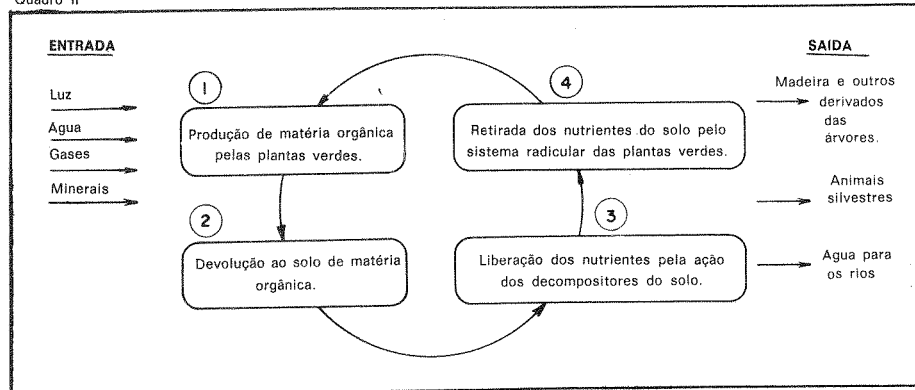 Quadro II
ENTRADA
Luz
Água
Gases
Minerais
1
Produção de matéria orgânica
pelas plantas verdes.
2
Devolução ao solo de matéria
orgânica.
3
Liberação dos nutrientes pela ação
dos decompositores do solo.
4
Retirada dos nutrientes do solo pelo
sistema radicular das plantas verdes.
SAIDA
Madeira e outros
derivados
das
árvores.
Animais
silvestres
Agua para
os rios